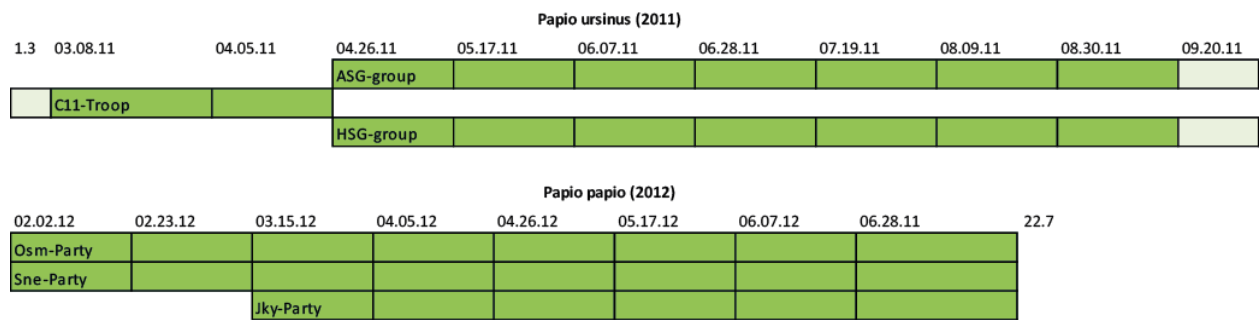 Papio ursinus (2011)
1.3 03.08.11 04.05.11 04.26.11 05.17.11 06.07.11 06.28.11 07.19.11 08.09.11 08.30.11 09.20.11
ASG-group
C11-Troop
HSG-group
Papio papio (2012)
02.02.12 02.23.12 03.15.12 04.05.12 04.26.12 05.17.12 06.07.12 06.28.11 22.7
Osm-Party
Sne-Party
Jky-Party